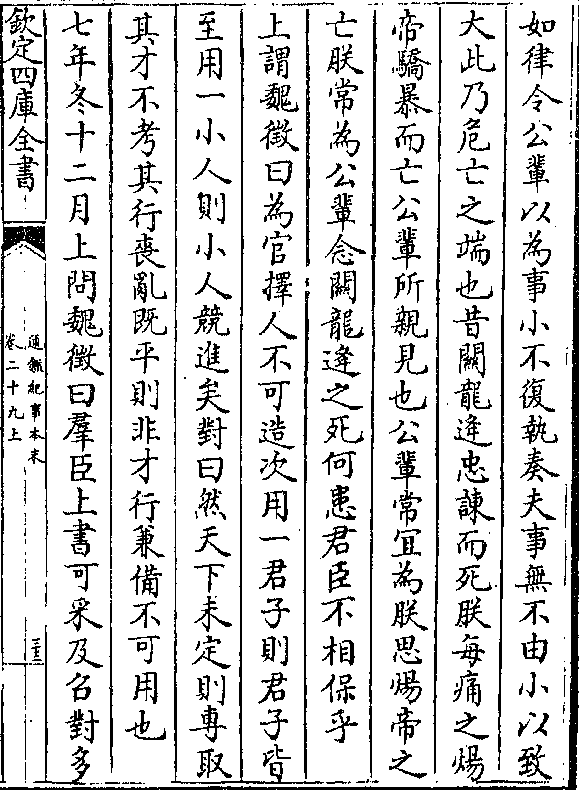 如律令公輩以為事小不復執奏夫事無不由小以致
大此乃危亡之端也昔關龍逄忠諫而死朕每痛之煬
帝驕暴而亡公輩所親見也公輩常宜為朕思煬帝之
亡朕常為公輩念關龍逄之死何患君臣不相保乎
上謂魏徵曰為官擇人不可造次用一君子則君子皆
至用一小人則小人競進矣對曰然天下未定則專取
其才不考其行喪亂既平則非才行兼備不可用也
七年冬十二月上問魏徵曰羣臣上書可采及召對多
欽定四庫全書
通鑑紀事本末
卷二十九上
三十三